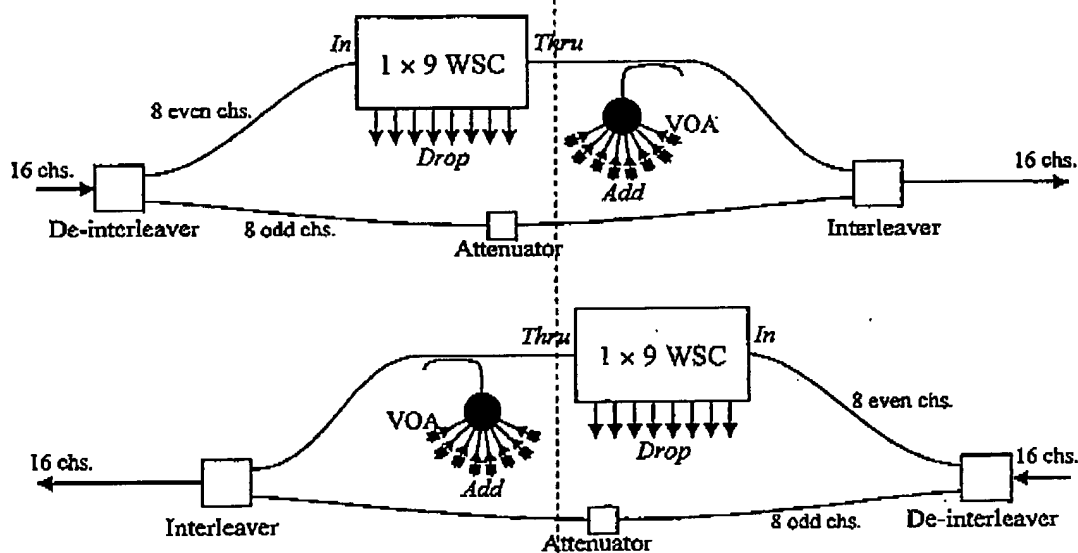 In
1 × 9 WSC
Thru
8 even chs.
VOA
Drop
Add
16 chs.
16 chs.
De-interleaver
8 odd chs.
Attenuator
Interleaver
Thru
1 × 9 WSC
In
8 even chs.
VOA
Drop
Add
16 chs.
16 chs.
Interleaver
Attenuator
8 odd chs.
De-interleaver